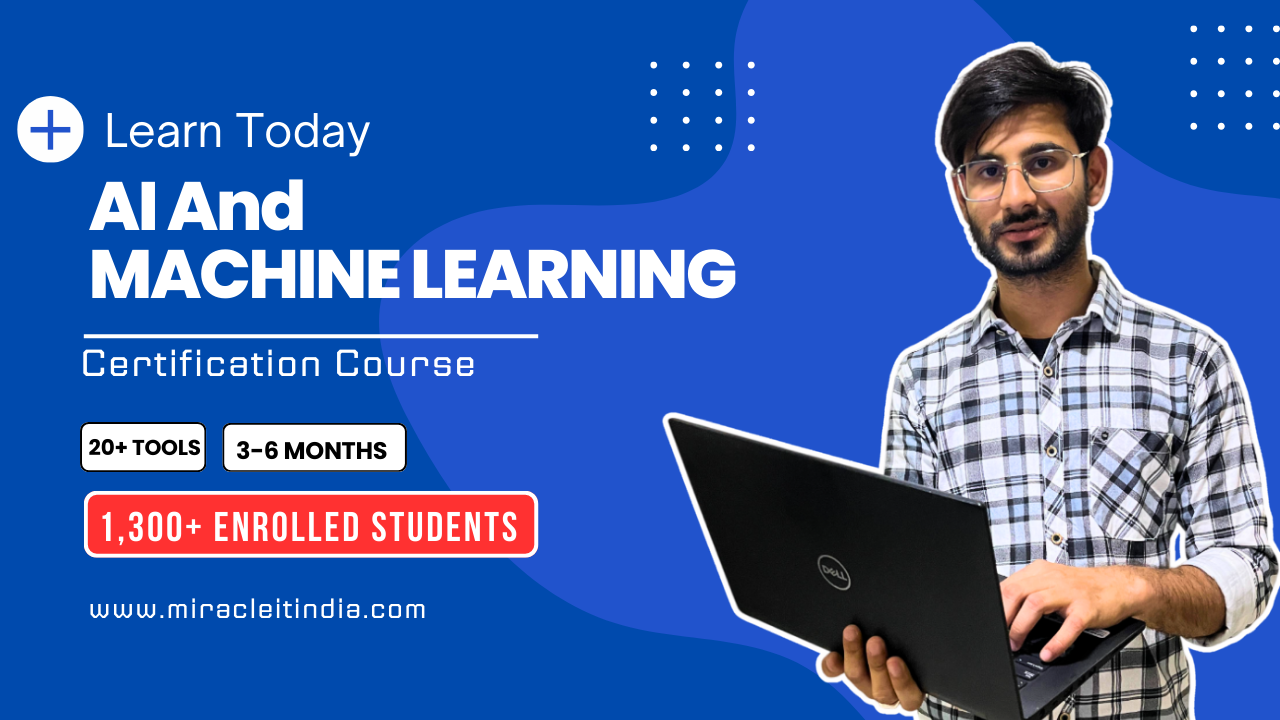 Learn Today
AI And
MACHINE LEARNING
Certification Course
20+ TOOLS
3-6 MONTHS
1,300+ ENROLLED STUDENTS
www.miracleitindia.com
DELL